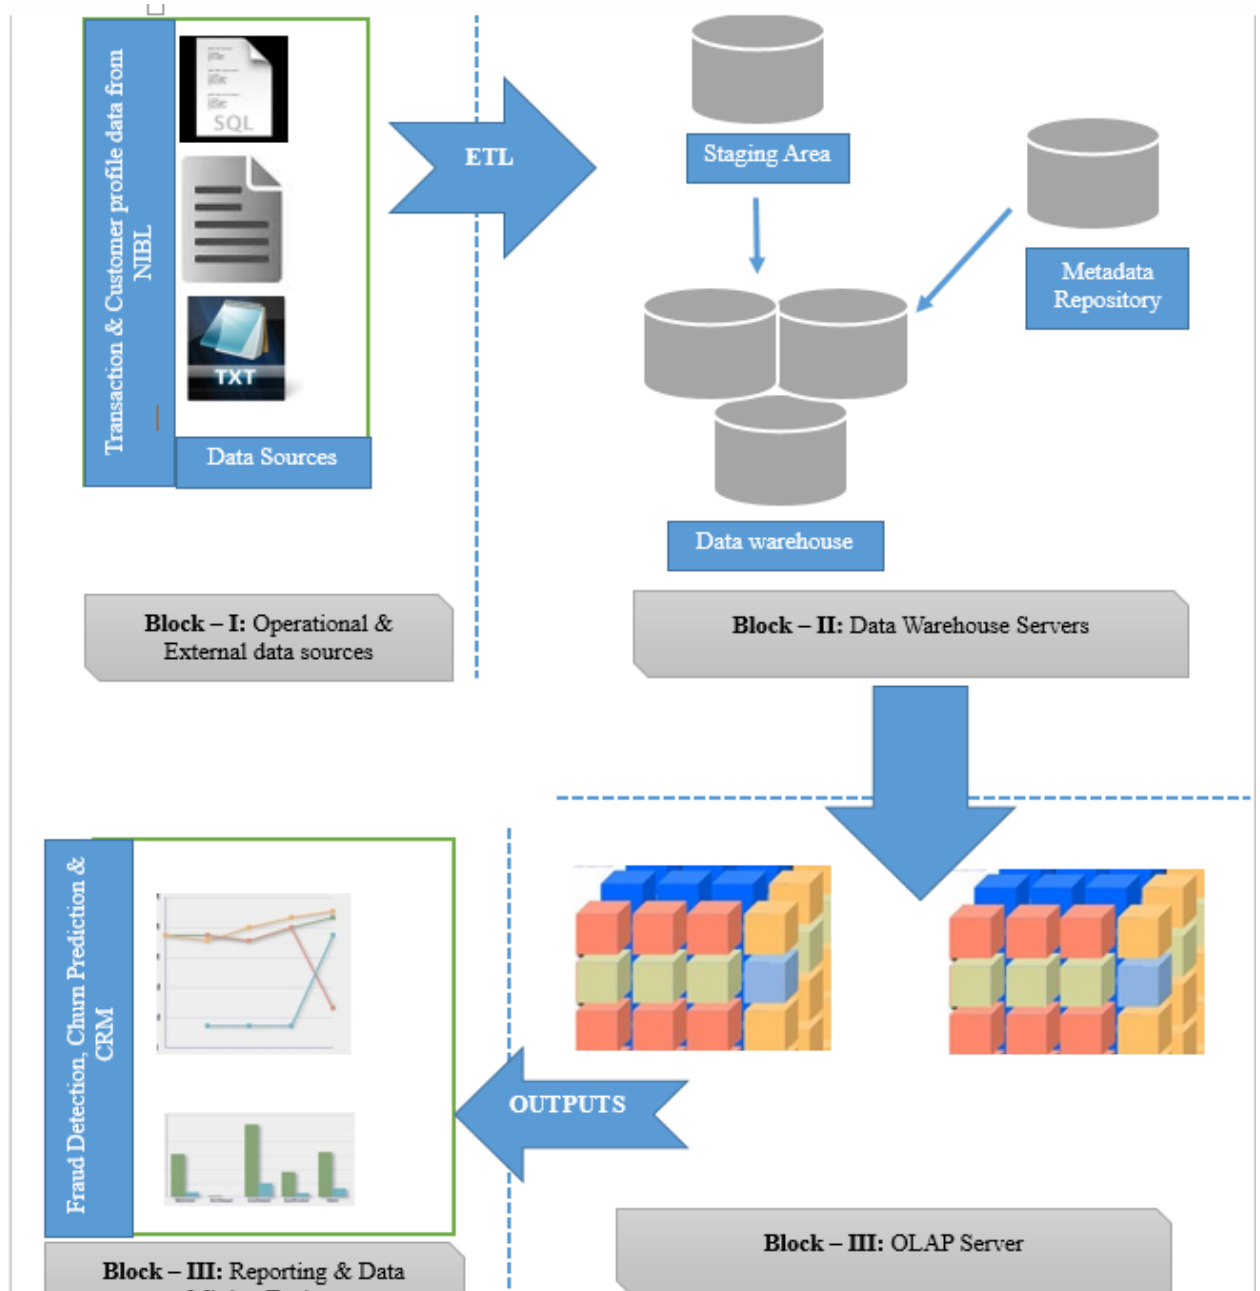 Transaction & Customer profile data from
NIBL
SQL
TXT
Data Sources
ETL
Staging Area
Metadata
Repository
Data warehouse
Block – I: Operational &
External data sources
Block – II: Data Warehouse Servers
Fraud Detection, Churn Prediction &
CRM
OUTPUTS
Block – III: OLAP Server
Block – III: Reporting & Data